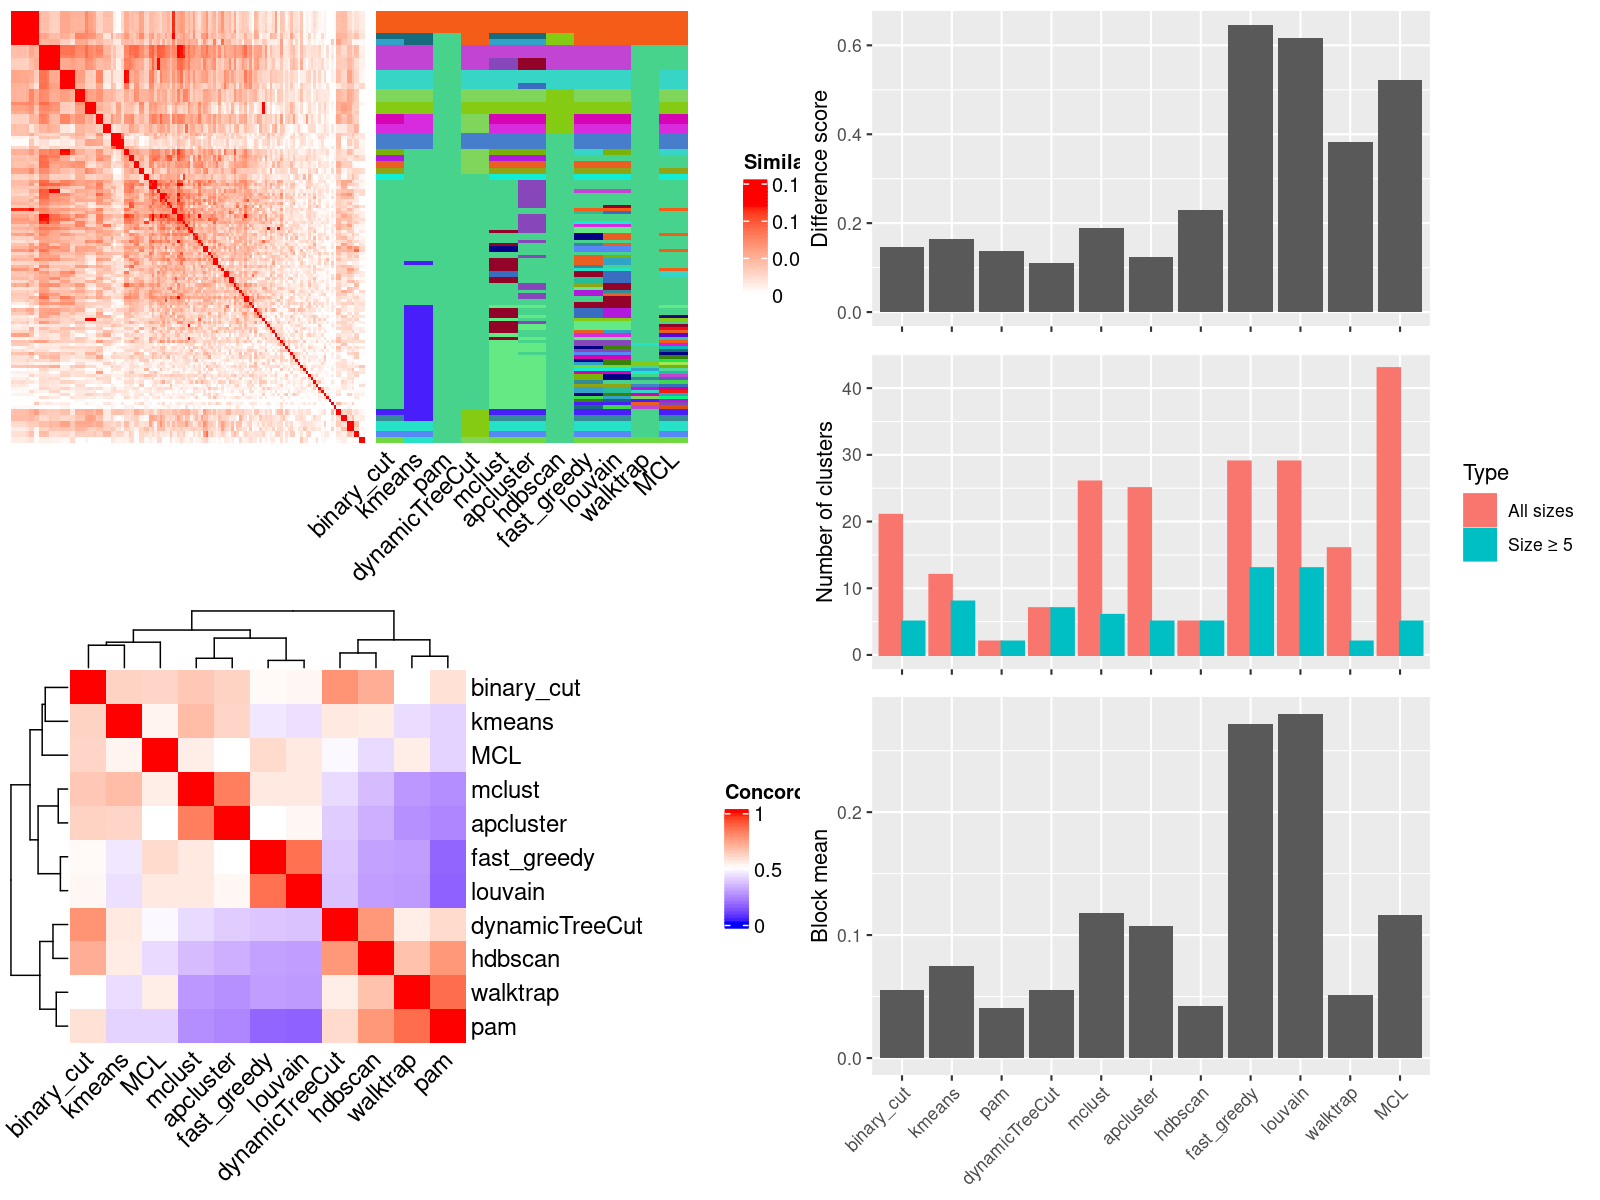 Simila
0.1
0.1
0.0
0
binary_cut
kmeans
pam
dynamicTreeCut
mclust
apcluster
hdbscan
fast_greedy
louvain
walktrap
MCL
binary_cut
kmeans
MCL
mclust
apcluster
fast_greedy
louvain
dynamicTreeCut
hdbscan
walktrap
pam
binary_cut
kmeans
MCL
mclust
apcluster
fast_greedy
louvain
dynamicTreeCut
hdbscan
walktrap
pam
Concord
1
0.5
0
Difference score
0.6
0.4
0.2
0.0
Number of clusters
40
30
20
10
0
Type
All sizes
Size ≥ 5
Block mean
0.2
0.1
0.0
binary_cut
kmeans
pam
dynamicTreeCut
mclust
apcluster
hdbscan
fast_greedy
louvain
walktrap
MCL